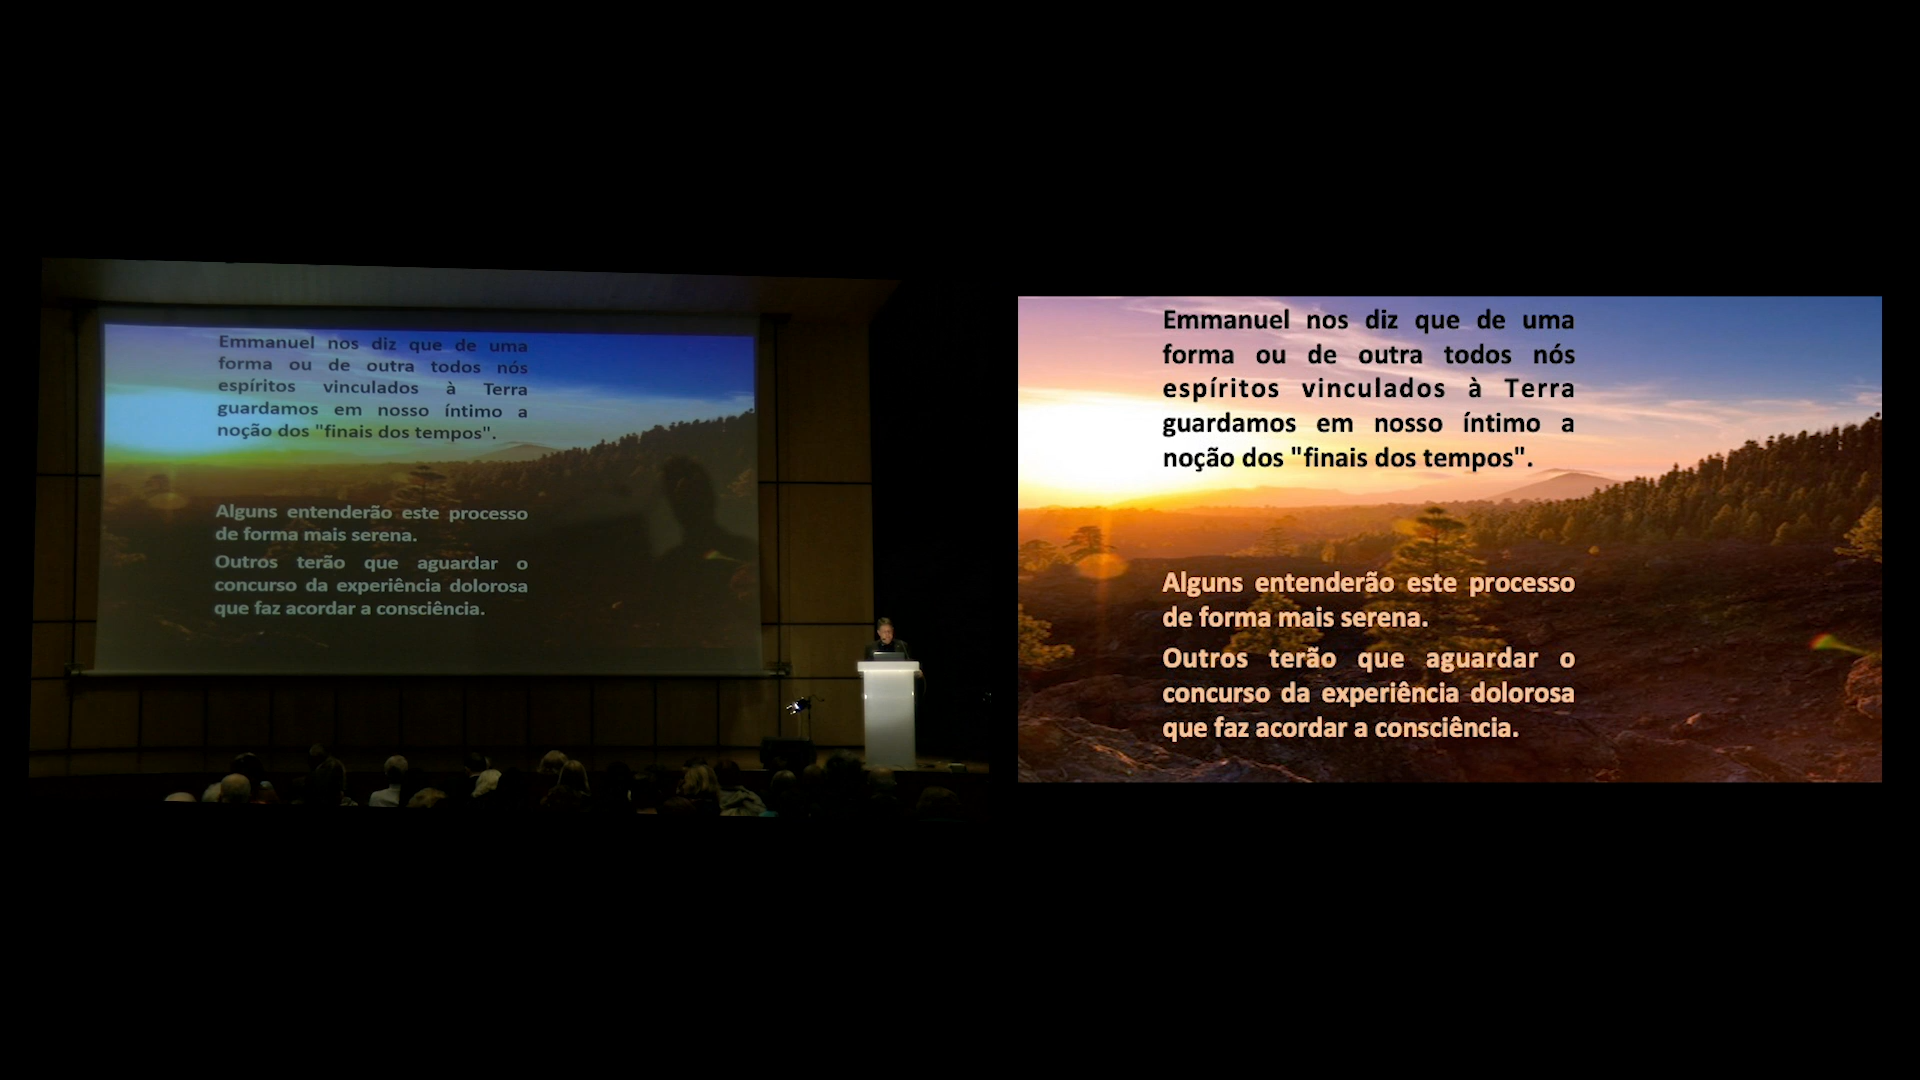 Emmanuel nos diz que de uma
forma ou de outra todos nós
espíritos vinculados à Terra
guardamos em nosso íntimo a
noção dos "finais dos tempos".
Alguns entenderão este processo
de forma mais serena.
Outros terão que aguardar o
concurso da experiência dolorosa
que faz acordar a consciência.
Emmanuel nos diz que de uma
forma ou de outra todos nós
espíritos vinculados à Terra
guardamos em nosso íntimo a
noção dos "finais dos tempos".
Alguns entenderão este processo
de forma mais serena.
Outros terão que aguardar o
concurso da experiência dolorosa
que faz acordar a consciência.